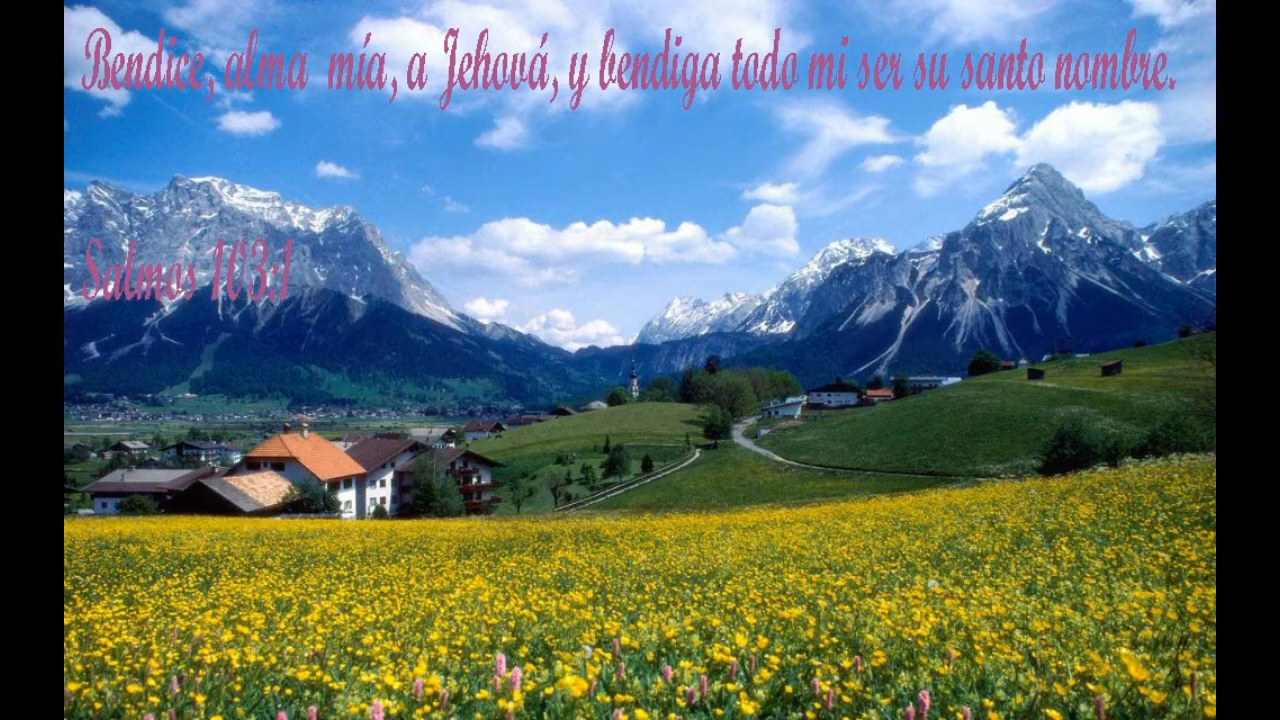 Bendice, alma mía, a Jehová, y bendiga todo mi ser su santo nombre.
Salmos 103:1